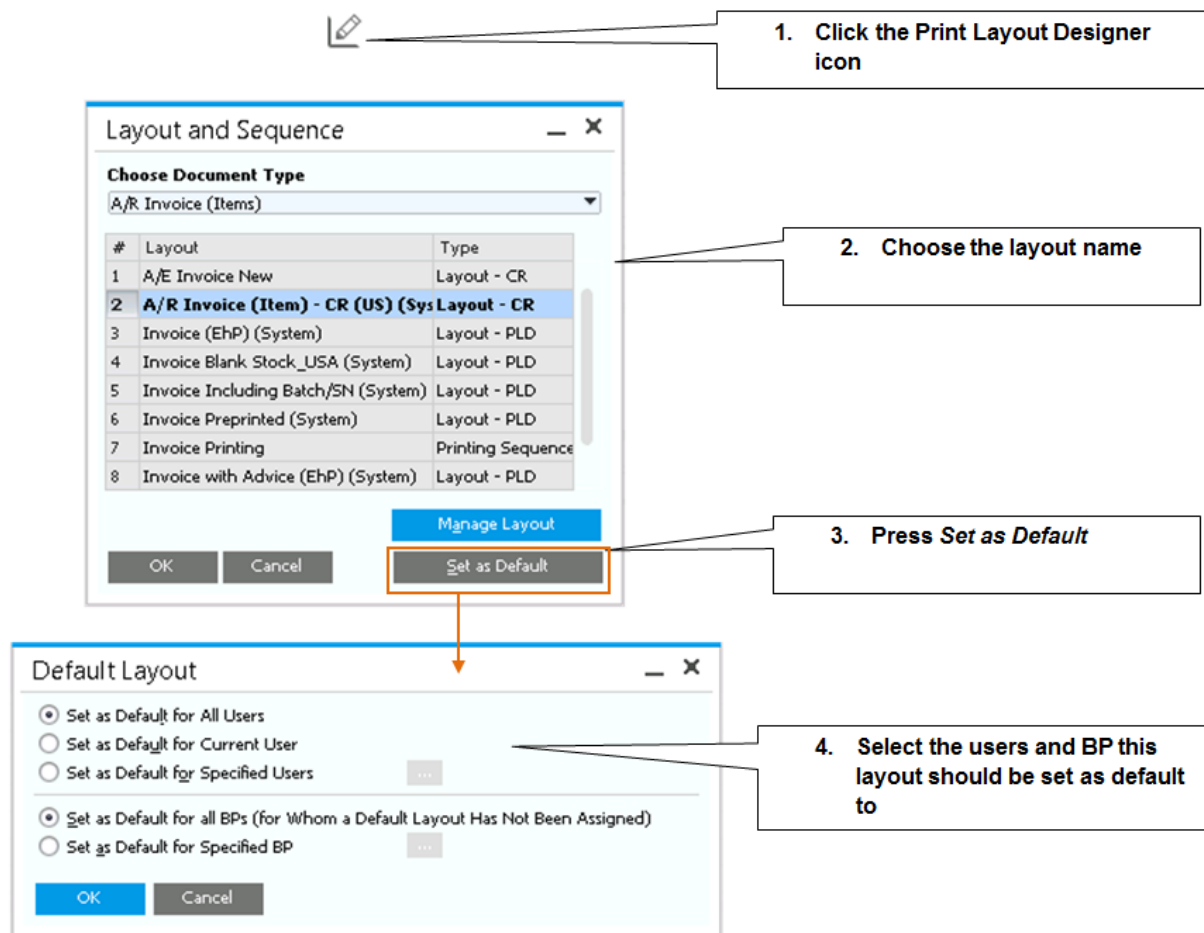 1. Click the Print Layout Designer
icon
Layout and Sequence
Choose Document Type
A/R Invoice (Items)
# Layout Type
1 A/E Invoice New Layout - CR
2 A/R Invoice (Item) - CR (US) (Sys Layout - CR
3 Invoice (EhP) (System) Layout - PLD
4 Invoice Blank Stock_USA (System) Layout - PLD
5 Invoice Including Batch/SN (System) Layout - PLD
6 Invoice Preprinted (System) Layout - PLD
7 Invoice Printing Printing Sequence
8 Invoice with Advice (EhP) (System) Layout - PLD
2. Choose the layout name
Manage Layout
OK Cancel Set as Default
3. Press Set as Default
Default Layout
Set as Default for All Users
Set as Default for Current User
Set as Default for Specified Users ...
Set as Default for all BPs (for Whom a Default Layout Has Not Been Assigned)
Set as Default for Specified BP ...
OK Cancel
4. Select the users and BP this
layout should be set as default
to